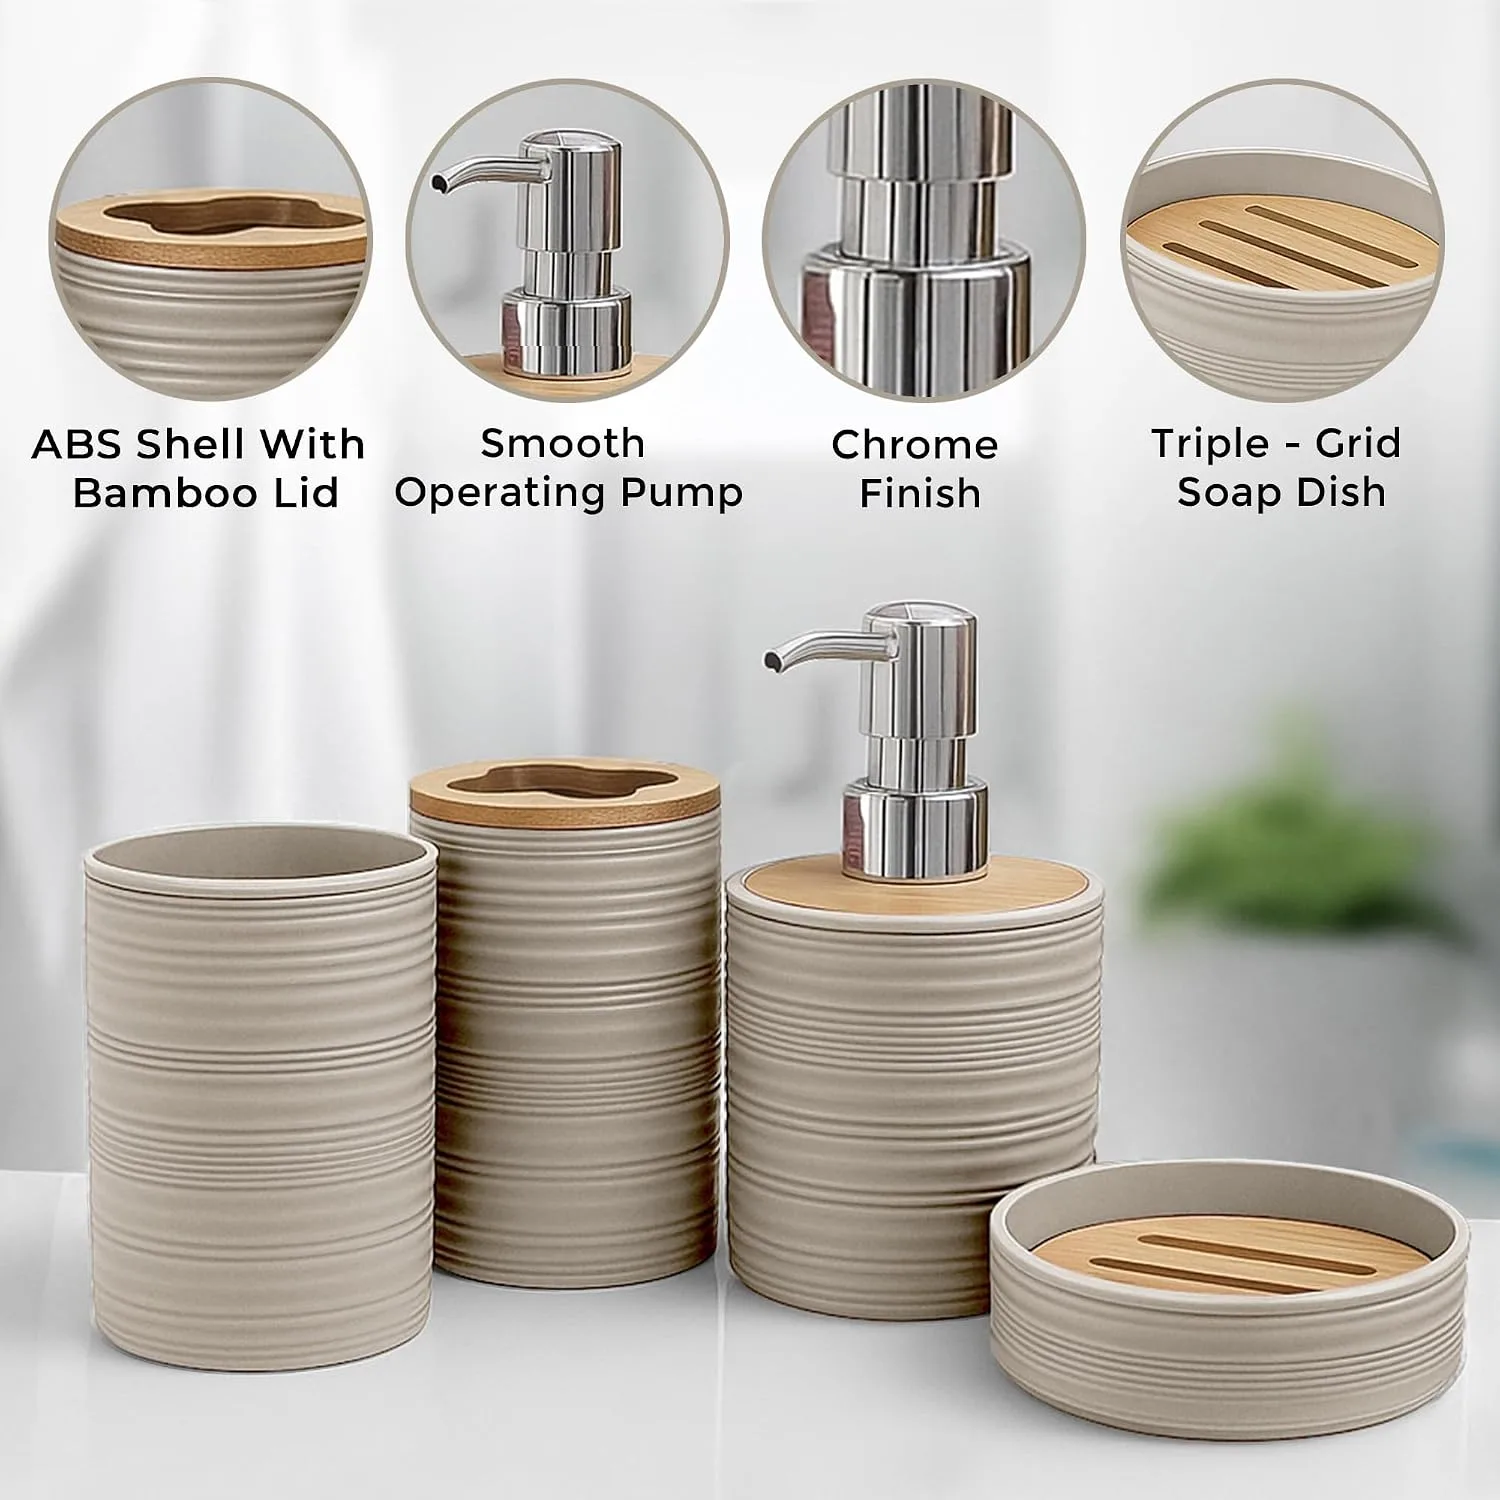 ABS Shell With
Bamboo Lid
Smooth
Operating Pump
Chrome
Finish
Triple - Grid
Soap Dish